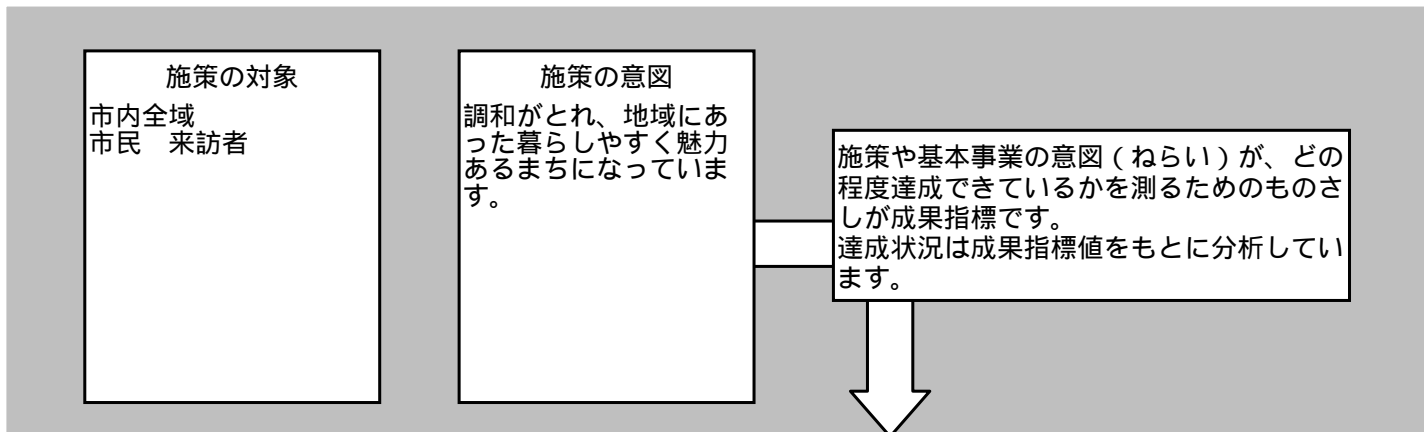 施策の対象
市内全域
市民　来訪者
施策の意図
調和がとれ、地域にあ
った暮らしやすく魅力
あるまちになっていま
す。
施策や基本事業の意図（ねらい）が、どの
程度達成できているかを測るためのものさ
しが成果指標です。
達成状況は成果指標値をもとに分析してい
ます。